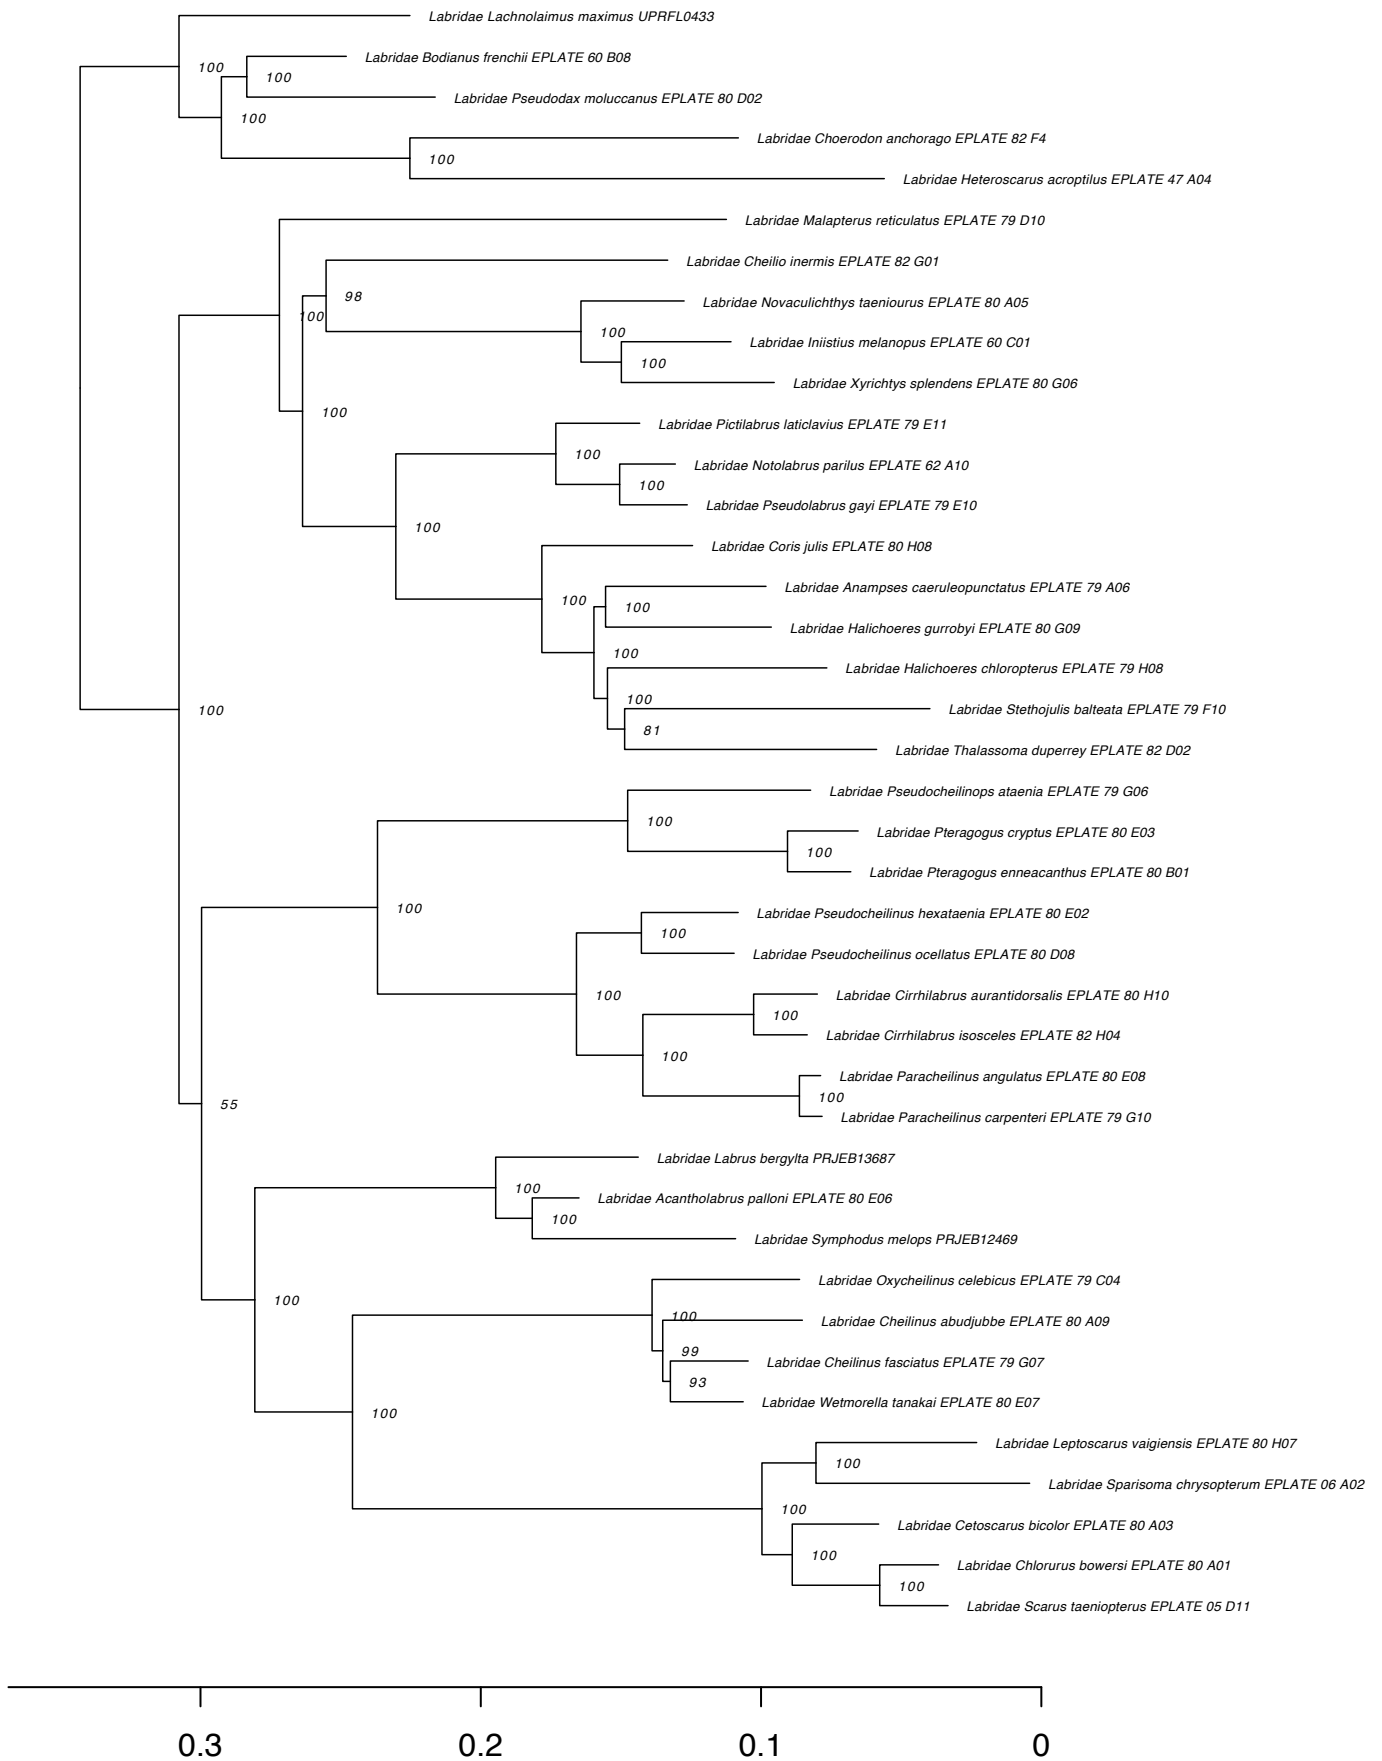 Labridae Lachnolaimus maximus UPRFL0433
Labridae Bodianus frenchii EPLATE 60 B08
100
100
Labridae Pseudodax moluccanus EPLATE 80 D02
100
Labridae Choerodon anchorago EPLATE 82 F4
100
Labridae Heteroscarus acroptilus EPLATE 47 A04
Labridae Malapterus reticulatus EPLATE 79 D10
Labridae Cheilio inermis EPLATE 82 G01
98
Labridae Novaculichthys taeniourus EPLATE 80 A05
100
100
Labridae Iniistius melanopus EPLATE 60 C01
100
Labridae Xyrichtys splendens EPLATE 80 G06
100
Labridae Pictilabrus laticlavius EPLATE 79 E11
100
Labridae Notolabrus parilus EPLATE 62 A10
100
Labridae Pseudolabrus gayi EPLATE 79 E10
100
Labridae Coris julis EPLATE 80 H08
Labridae Anampses caeruleopunctatus EPLATE 79 A06
100
100
Labridae Halichoeres gurrobyi EPLATE 80 G09
100
Labridae Halichoeres chloropterus EPLATE 79 H08
100
Labridae Stethojulis balteata EPLATE 79 F10
100
81
Labridae Thalassoma duperrey EPLATE 82 D02
Labridae Pseudocheilinops ataenia EPLATE 79 G06
100
Labridae Pteragogus cryptus EPLATE 80 E03
100
Labridae Pteragogus enneacanthus EPLATE 80 B01
100
Labridae Pseudocheilinus hexataenia EPLATE 80 E02
100
Labridae Pseudocheilinus ocellatus EPLATE 80 D08
100
Labridae Cirrhilabrus aurantidorsalis EPLATE 80 H10
100
Labridae Cirrhilabrus isosceles EPLATE 82 H04
100
Labridae Paracheilinus angulatus EPLATE 80 E08
100
55
Labridae Paracheilinus carpenteri EPLATE 79 G10
Labridae Labrus bergylta PRJEB13687
100
Labridae Acantholabrus palloni EPLATE 80 E06
100
Labridae Symphodus melops PRJEB12469
Labridae Oxycheilinus celebicus EPLATE 79 C04
100
100
Labridae Cheilinus abudjubbe EPLATE 80 A09
99
Labridae Cheilinus fasciatus EPLATE 79 G07
93
Labridae Wetmorella tanakai EPLATE 80 E07
100
Labridae Leptoscarus vaigiensis EPLATE 80 H07
100
Labridae Sparisoma chrysopterum EPLATE 06 A02
100
Labridae Cetoscarus bicolor EPLATE 80 A03
100
Labridae Chlorurus bowersi EPLATE 80 A01
100
Labridae Scarus taeniopterus EPLATE 05 D11
0.3 0.2 0.1 0